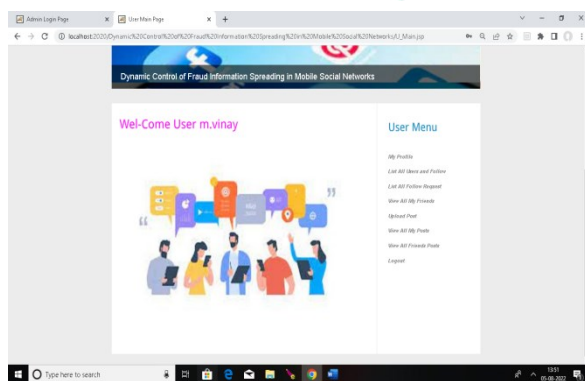 Admin Login Page
User Main Page
localhost:2020/Dynamic%20Control%20of%20Fraud%20Information%20Spreading%20in%20Mobile%20Social%20Networks/U_Main.jsp
Dynamic Control of Fraud Information Spreading in Mobile Social Networks
Wel-Come User m.vinay
User Menu
My Profile
List All Users and Follow
List All Follow Request
View All My Friends
Upload Post
View All My Posts
View All Friends Posts
Logout
Type here to search
13:51
05-08-2022